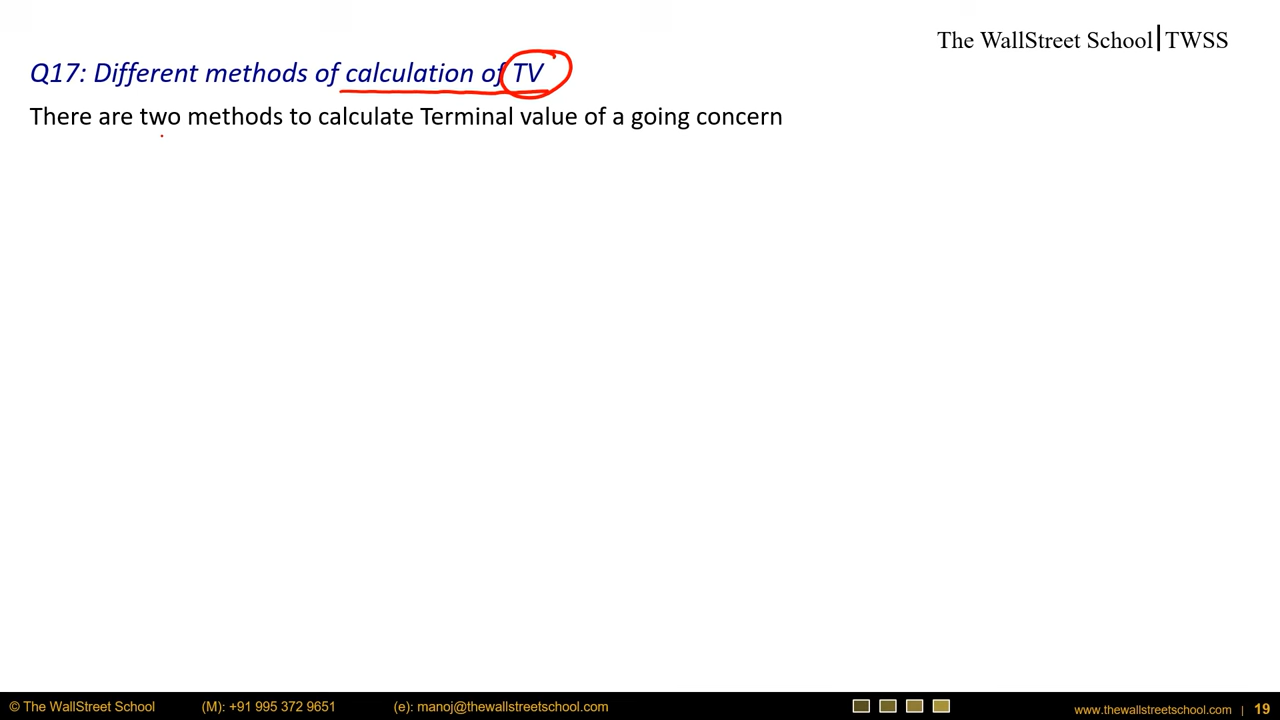 The WallStreet School|TWSS
Q17: Different methods of calculation of TV
There are two methods to calculate Terminal value of a going concern
© The WallStreet School (M): +91 995 372 9651 (e): manoj@thewallstreetschool.com www.thewallstreetschool.com | 19